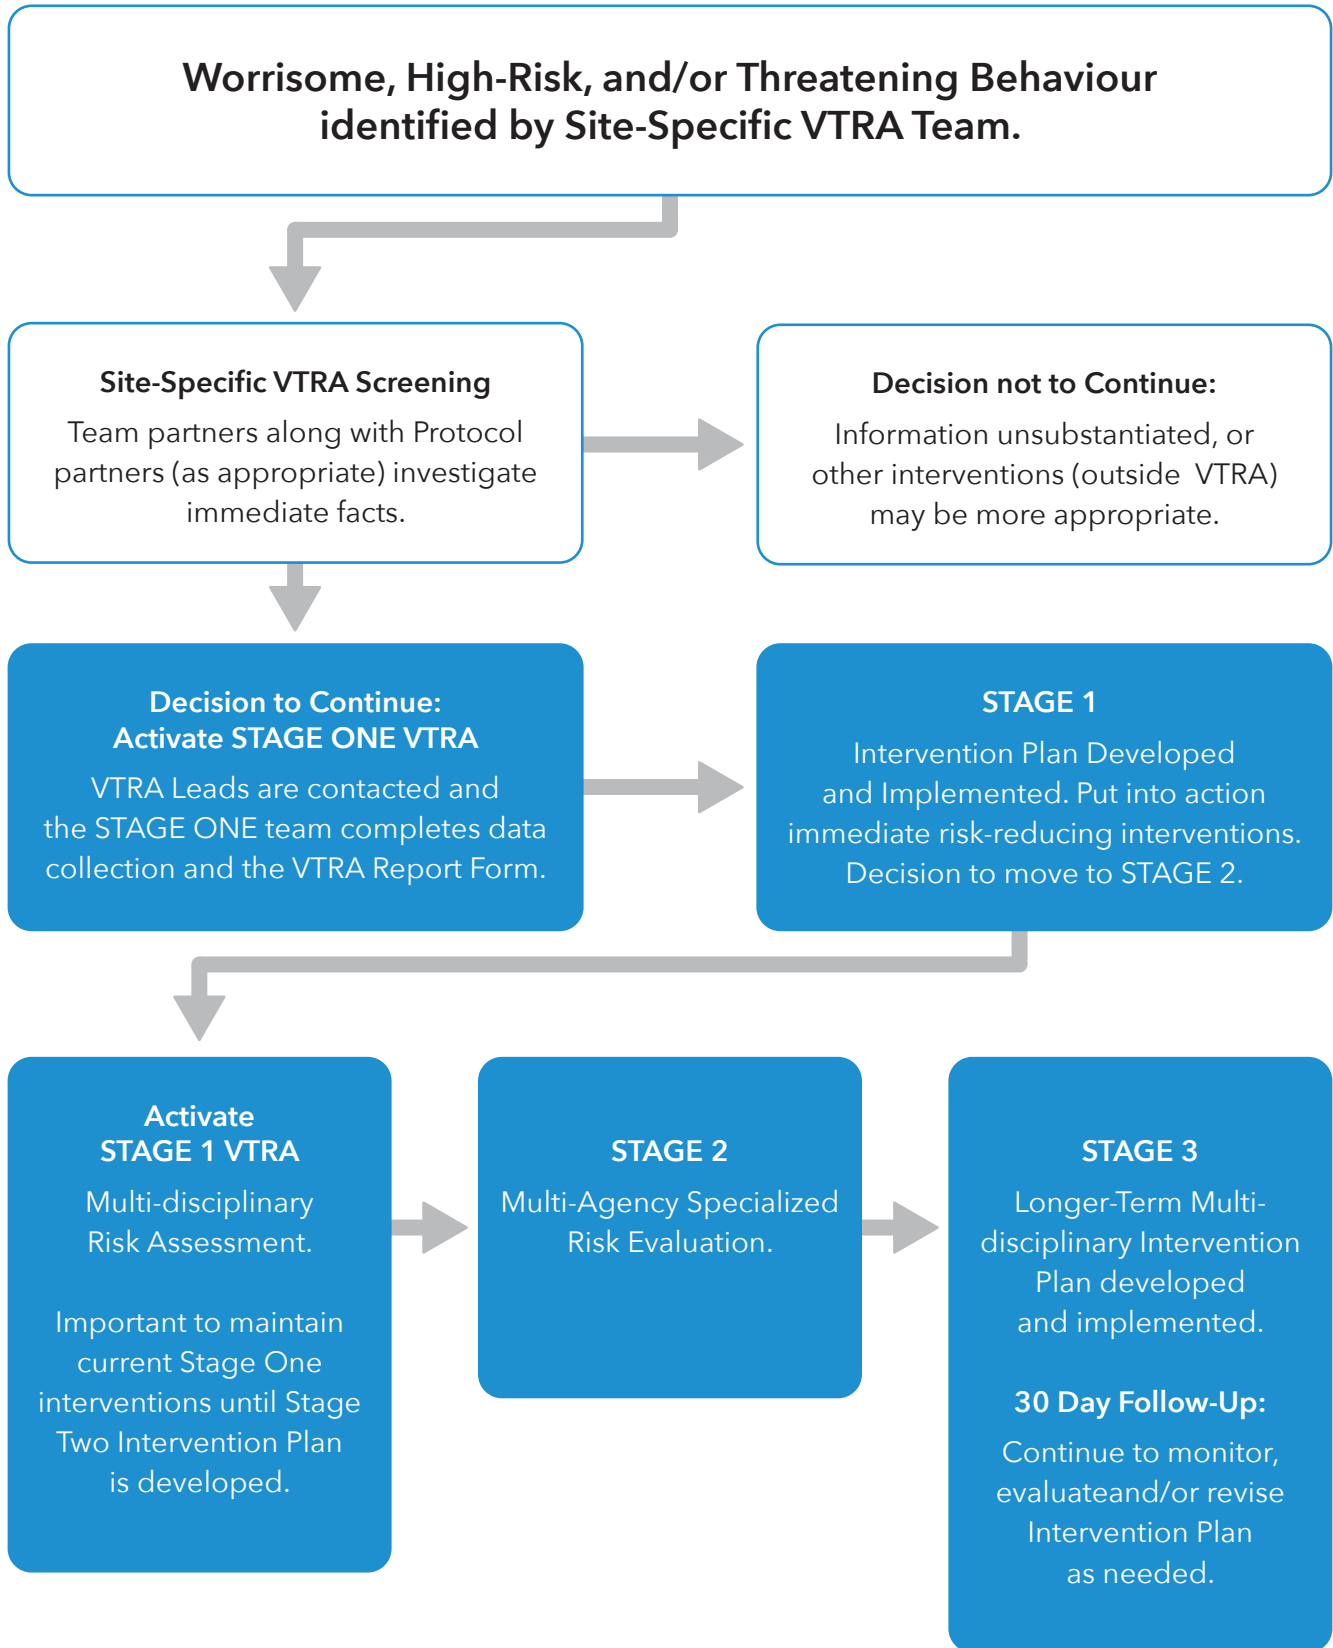 Worrisome, High-Risk, and/or Threatening Behaviour
identified by Site-Specific VTRA Team.
Site-Specific VTRA Screening
Team partners along with Protocol
partners (as appropriate) investigate
immediate facts.
Decision not to Continue:
Information unsubstantiated, or
other interventions (outside VTRA)
may be more appropriate.
Decision to Continue:
Activate STAGE ONE VTRA
VTRA Leads are contacted and
the STAGE ONE team completes data
collection and the VTRA Report Form.
STAGE 1
Intervention Plan Developed
and Implemented. Put into action
immediate risk-reducing interventions.
Decision to move to STAGE 2.
Activate
STAGE 1 VTRA
Multi-disciplinary
Risk Assessment.
Important to maintain
current Stage One
interventions until Stage
Two Intervention Plan
is developed.
STAGE 2
Multi-Agency Specialized
Risk Evaluation.
STAGE 3
Longer-Term Multi-
disciplinary Intervention
Plan developed
and implemented.
30 Day Follow-Up:
Continue to monitor,
evaluateand/or revise
Intervention Plan
as needed.